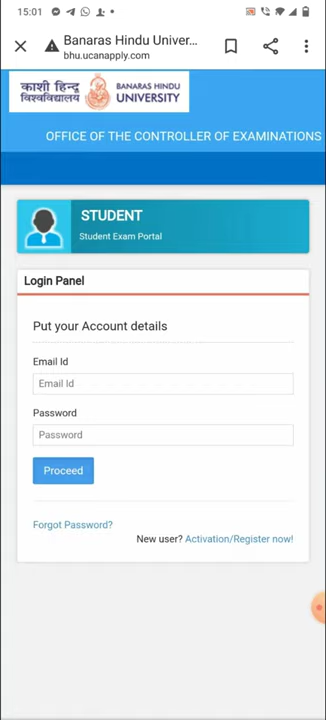 15:01
Banaras Hindu Univer...
bhu.ucanapply.com
काशी हिन्दू
विश्वविद्यालय
BANARAS HINDU
UNIVERSITY
OFFICE OF THE CONTROLLER OF EXAMINATIONS
STUDENT
Student Exam Portal
Login Panel
Put your Account details
Email Id
Email Id
Password
Password
Proceed
Forgot Password?
New user? Activation/Register now!